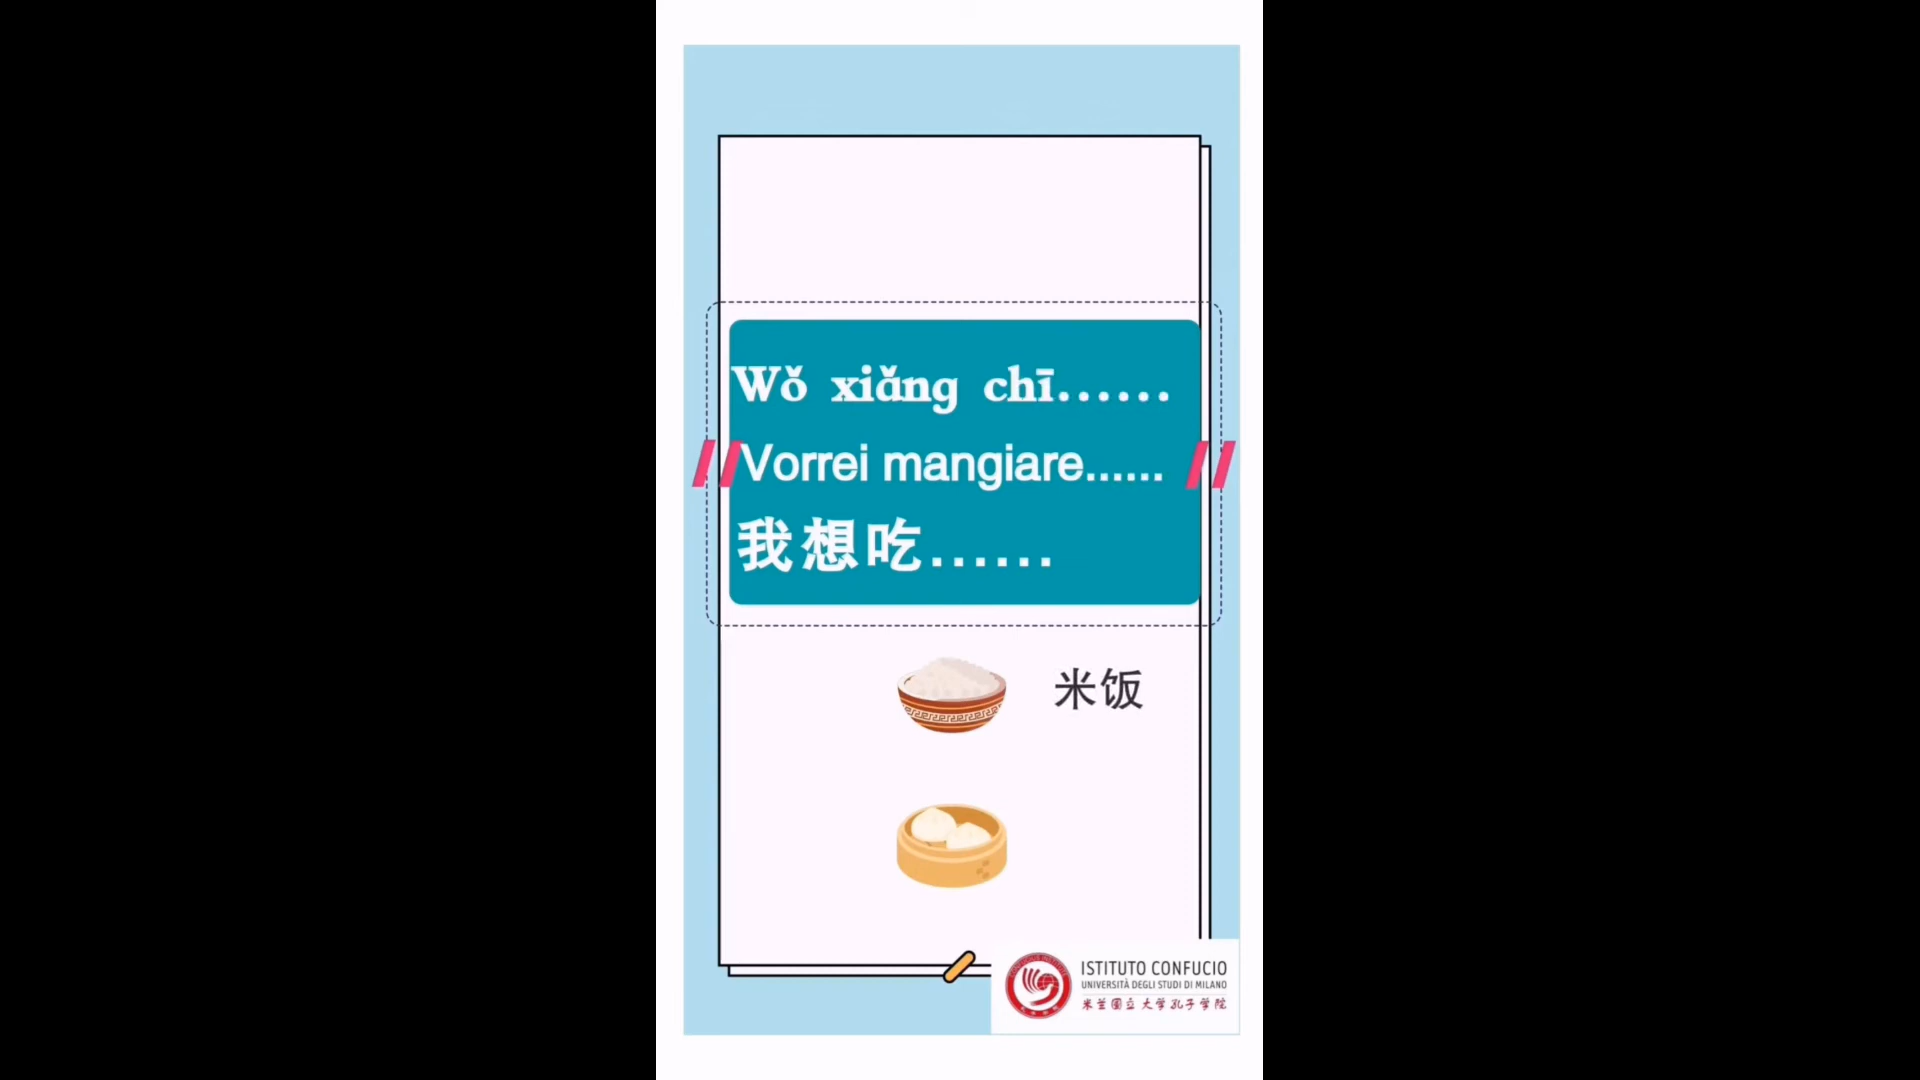 Wǒ xiǎng chī......
Vorrei mangiare......
我想吃......
米饭
ISTITUTO CONFUCIO
UNIVERSITÀ DEGLI STUDI DI MILANO
米兰国立大学孔子学院